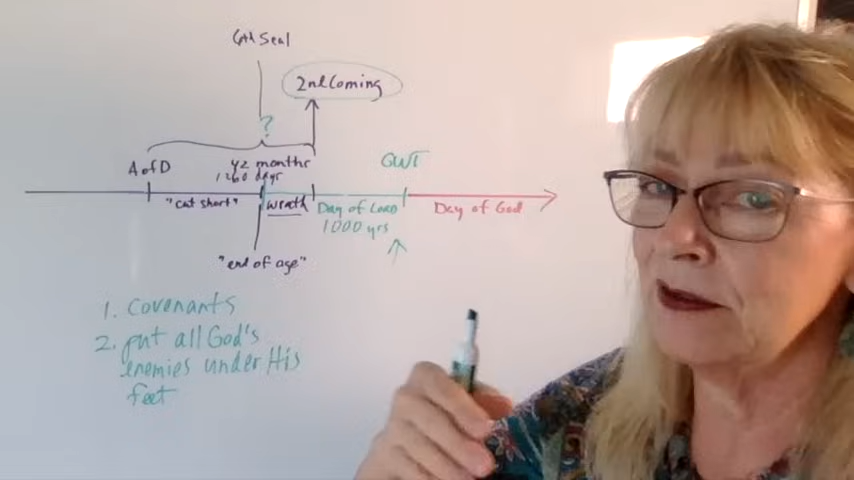 6th Seal
2nd Coming
?
A of D
42 months
1260 days
GWT
"cut short"
wrath
Day of Lord
1000 yrs
Day of God
"end of age"
1. Covenants
2. put all God's
enemies under His
feet